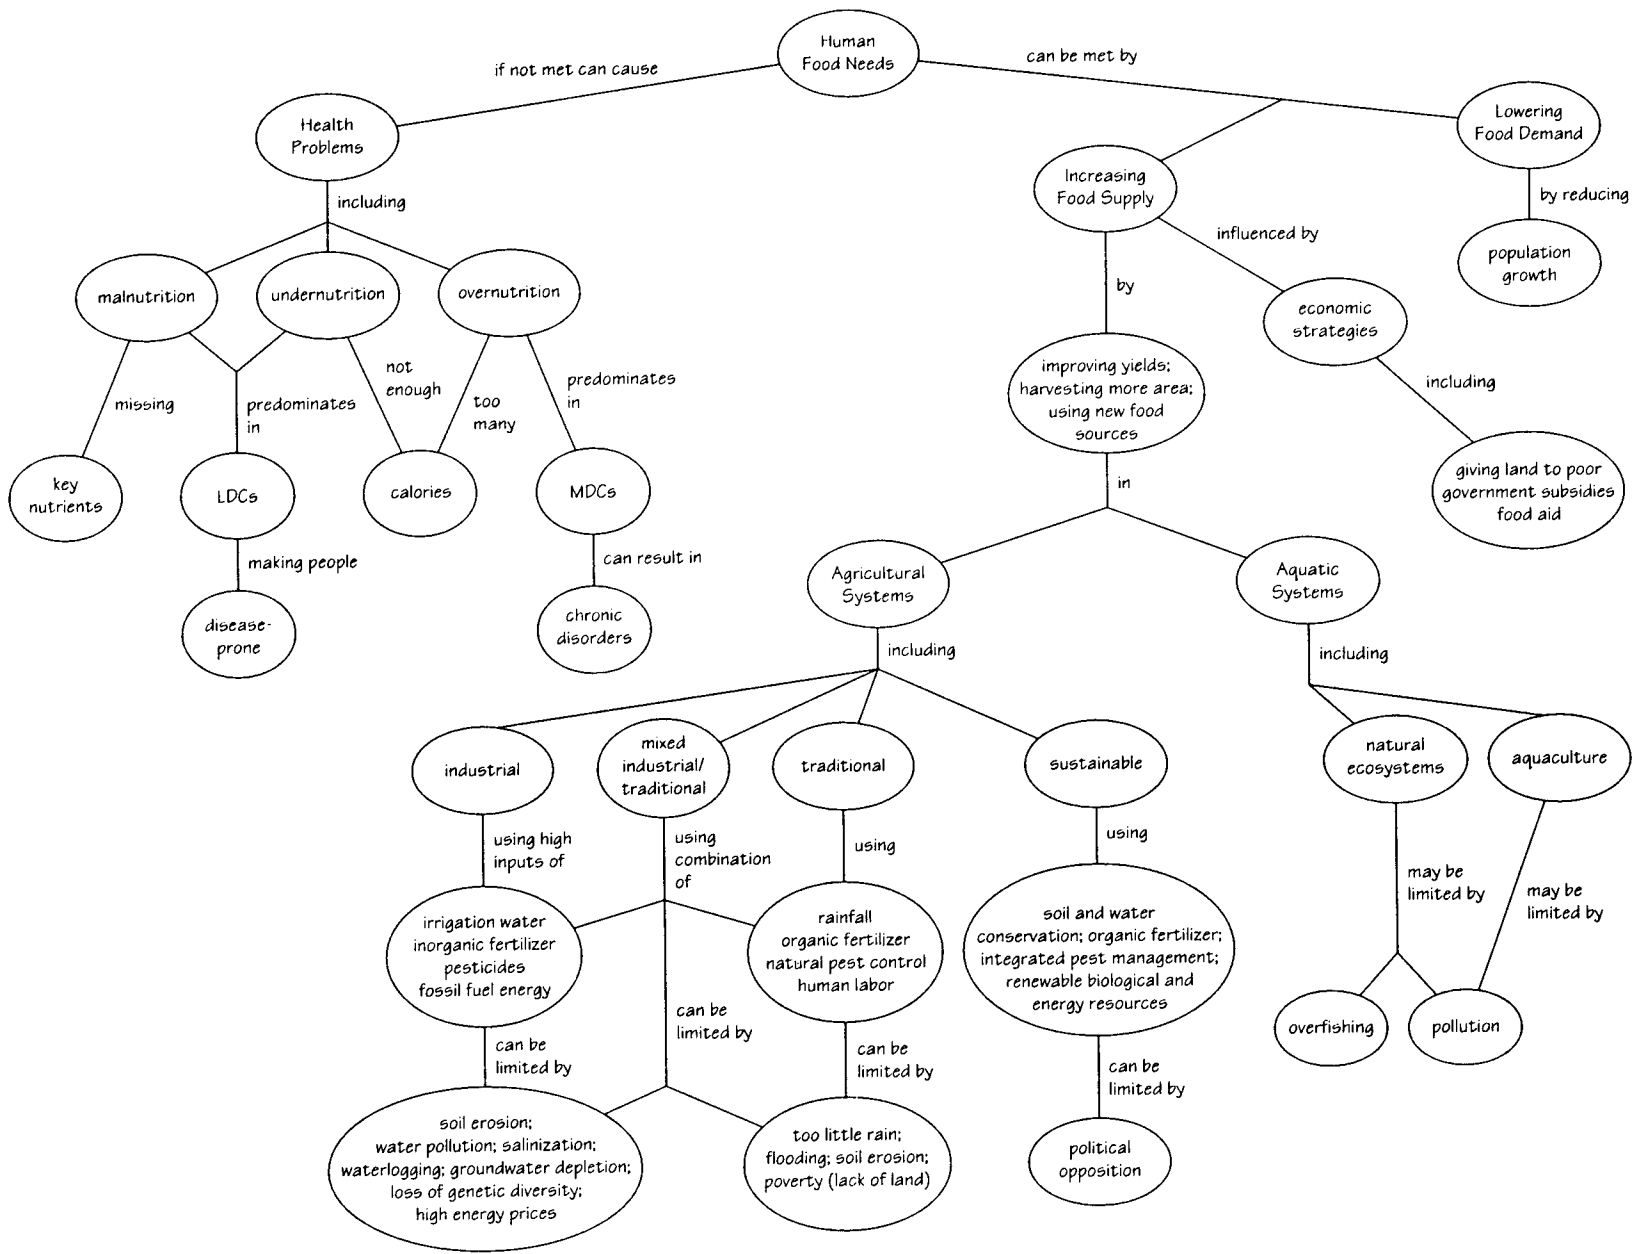 Human
Food Needs
if not met can cause
can be met by
Health
Problems
Lowering
Food Demand
Increasing
Food Supply
including
by reducing
influenced by
population
growth
malnutrition
undernutrition
overnutrition
by
economic
strategies
missing
predominates
in
not
enough
too
many
predominates
in
improving yields;
harvesting more area;
using new food
sources
including
key
nutrients
LDCs
calories
MDCs
in
giving land to poor
government subsidies
food aid
making people
can result in
disease-
prone
chronic
disorders
Agricultural
Systems
Aquatic
Systems
including
including
industrial
mixed
industrial/
traditional
traditional
sustainable
natural
ecosystems
aquaculture
using high
inputs of
using
combination
of
using
using
may be
limited by
may be
limited by
irrigation water
inorganic fertilizer
pesticides
fossil fuel energy
rainfall
organic fertilizer
natural pest control
human labor
soil and water
conservation; organic fertilizer;
integrated pest management;
renewable biological and
energy resources
overfishing
pollution
can be
limited by
can be
limited by
can be
limited by
can be
limited by
soil erosion;
water pollution; salinization;
waterlogging; groundwater depletion;
loss of genetic diversity;
high energy prices
too little rain;
flooding; soil erosion;
poverty (lack of land)
political
opposition